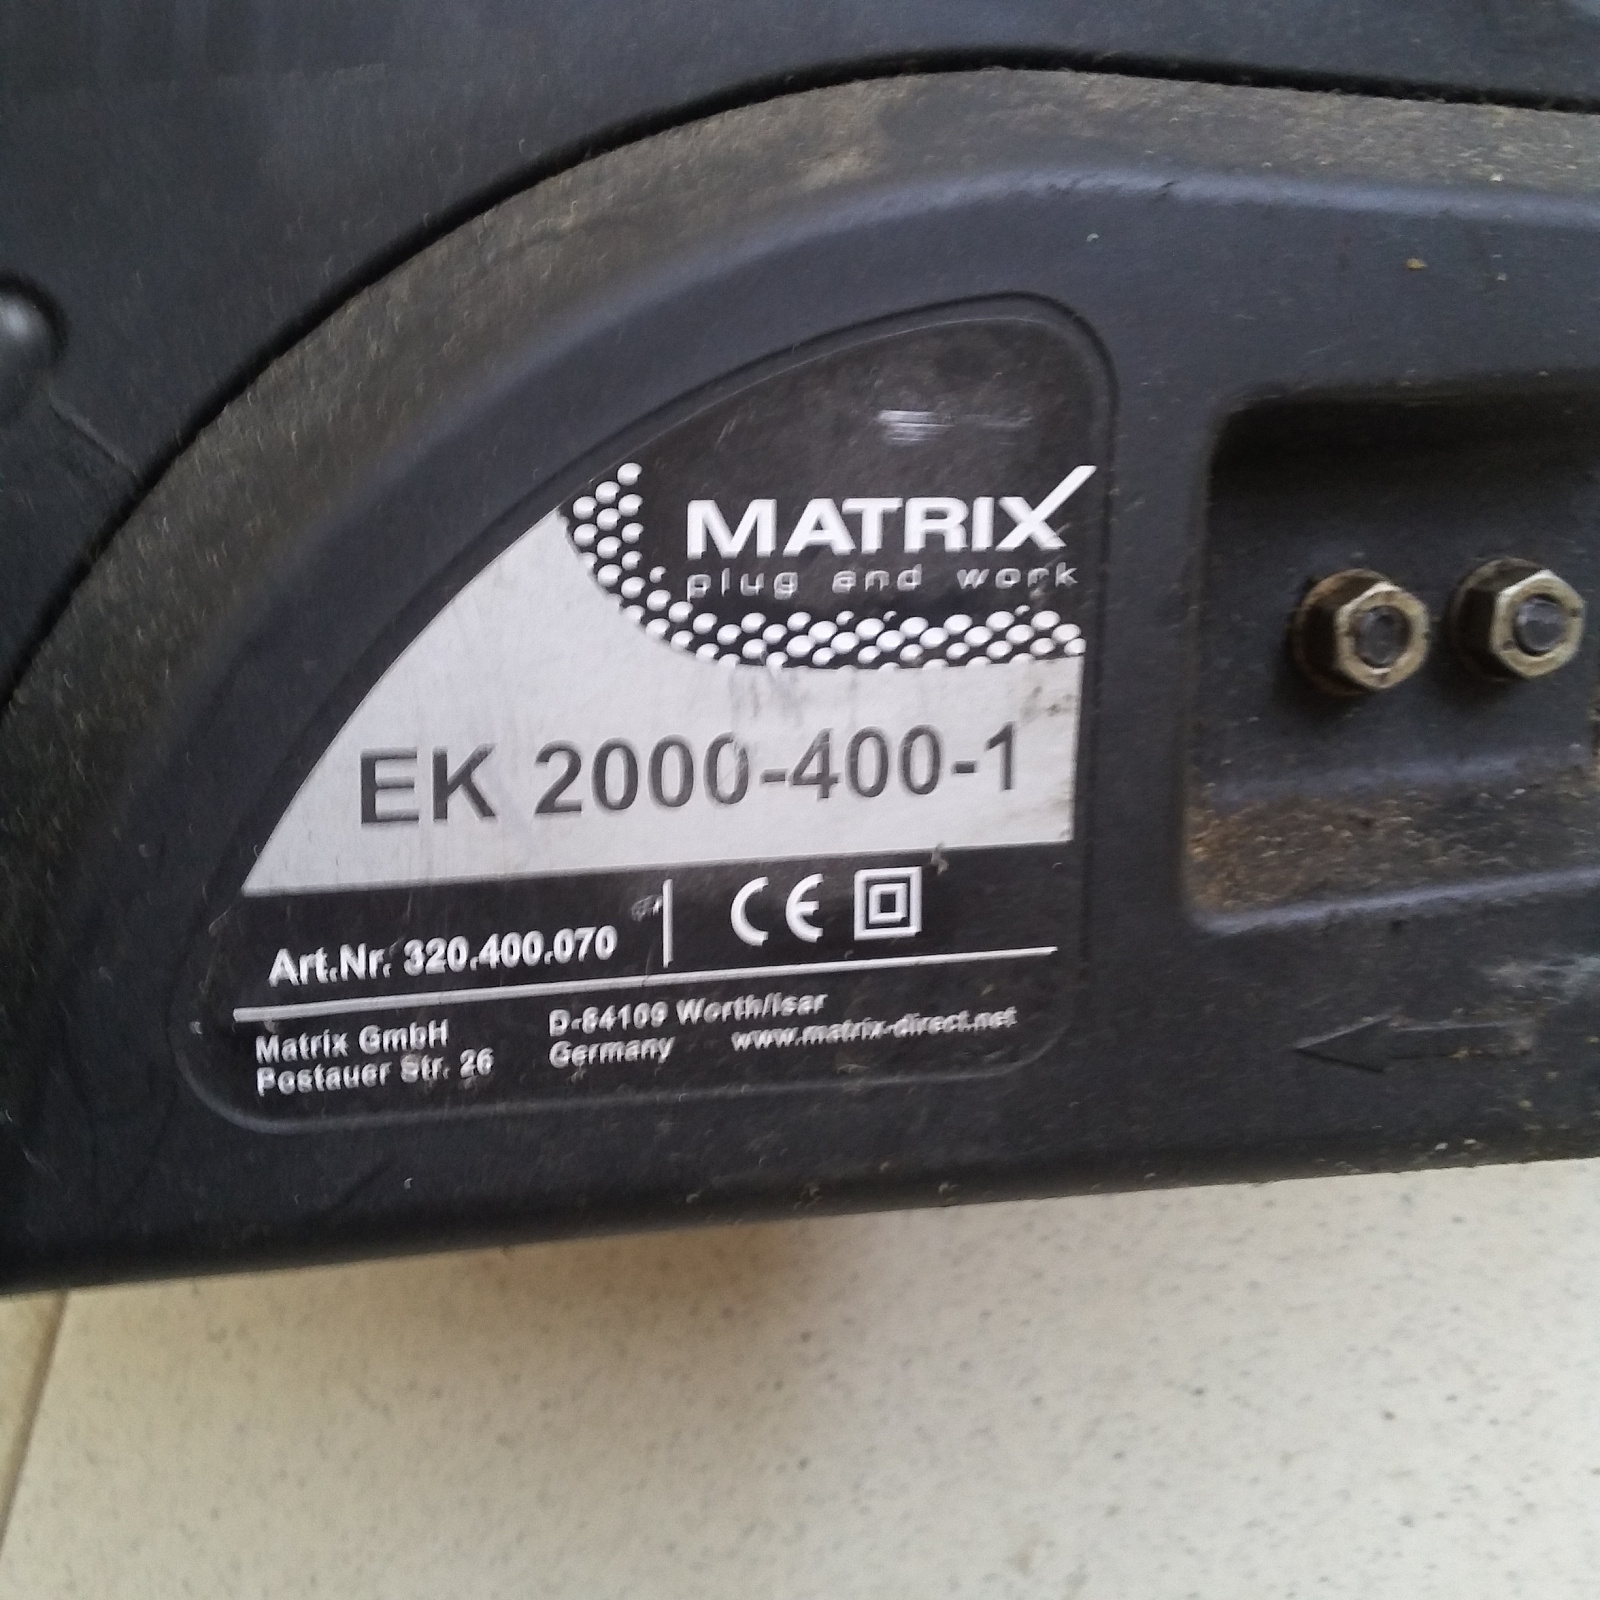 MATRIX
plug and work
EK 2000-400-1
Art.Nr. 320.400.070
CE
Matrix GmbH
Postauer Str. 26
D-84109 Worth/Isar
Germany
www.matrix-direct.net